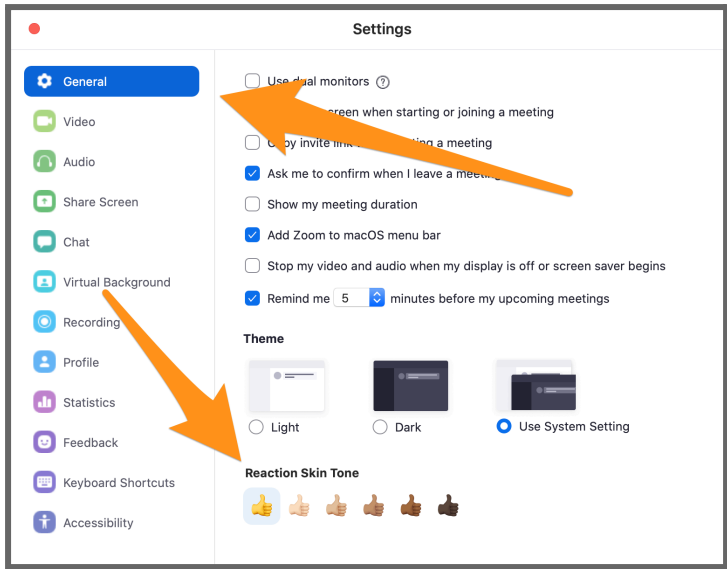 Settings
General
Video
Audio
Share Screen
Chat
Virtual Background
Recording
Profile
Statistics
Feedback
Keyboard Shortcuts
Accessibility
Use dual monitors ?
screen when starting or joining a meeting
Copy invite link a meeting
Ask me to confirm when I leave a meeting
Show my meeting duration
Add Zoom to macOS menu bar
Stop my video and audio when my display is off or screen saver begins
Remind me 5 minutes before my upcoming meetings
Theme
Light Dark Use System Setting
Reaction Skin Tone